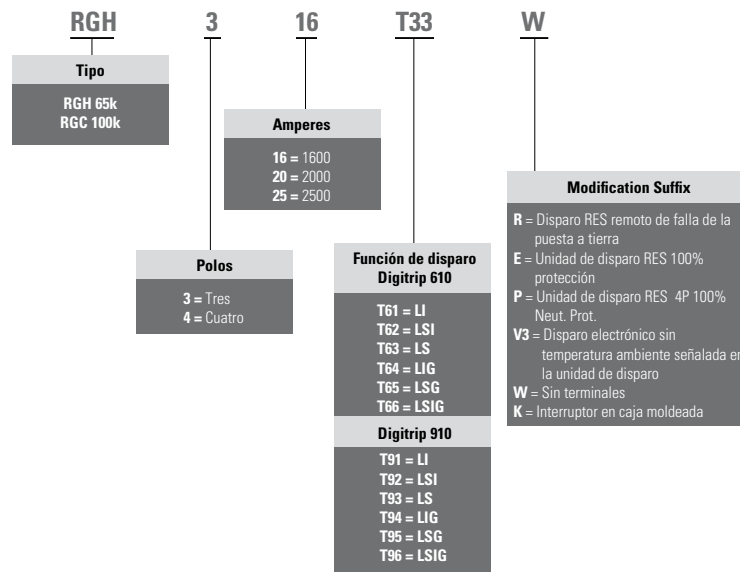 RGH 3 16 T33 W
Tipo
RGH 65k
RGC 100k
Amperes
16 = 1600
20 = 2000
25 = 2500
Polos
3 = Tres
4 = Cuatro
Función de disparo
Digitrip 610
T61 = LI
T62 = LSI
T63 = LS
T64 = LIG
T65 = LSG
T66 = LSIG
Digitrip 910
T91 = LI
T92 = LSI
T93 = LS
T94 = LIG
T95 = LSG
T96 = LSIG
Modification Suffix
R = Disparo RES remoto de falla de la
puesta a tierra
E = Unidad de disparo RES 100%
protección
P = Unidad de disparo RES 4P 100%
Neut. Prot.
V3 = Disparo electrónico sin
temperatura ambiente señalada en
la unidad de disparo
W = Sin terminales
K = Interruptor en caja moldeada